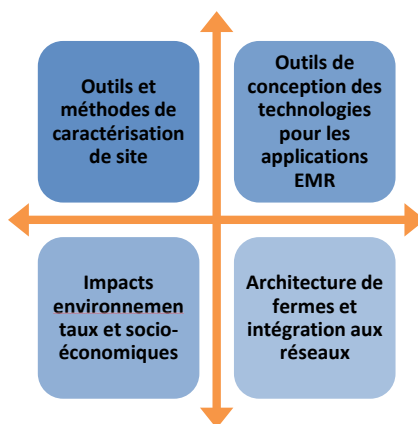 Outils et
méthodes de
caractérisation
de site
Outils de
conception des
technologies
pour les
applications
EMR
Impacts
environnemen
taux et socio-
économiques
Architecture de
fermes et
intégration aux
réseaux